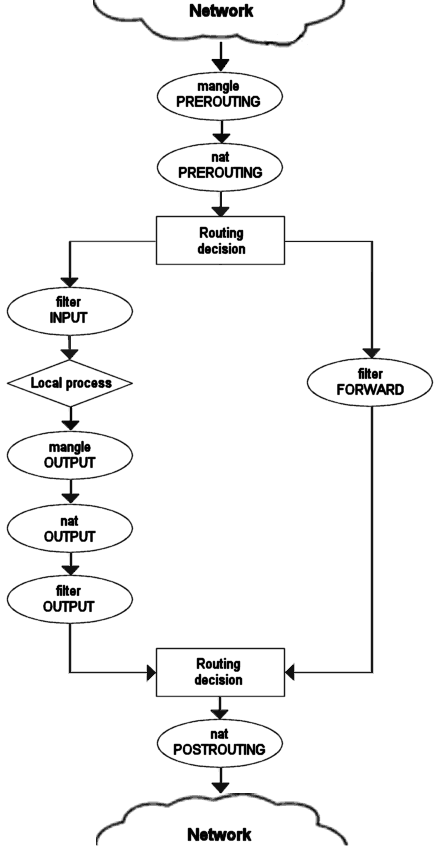 Network
mangle
PREROUTING
nat
PREROUTING
Routing
decision
filter
INPUT
Local process
mangle
OUTPUT
nat
OUTPUT
filter
OUTPUT
filter
FORWARD
Routing
decision
nat
POSTROUTING
Network